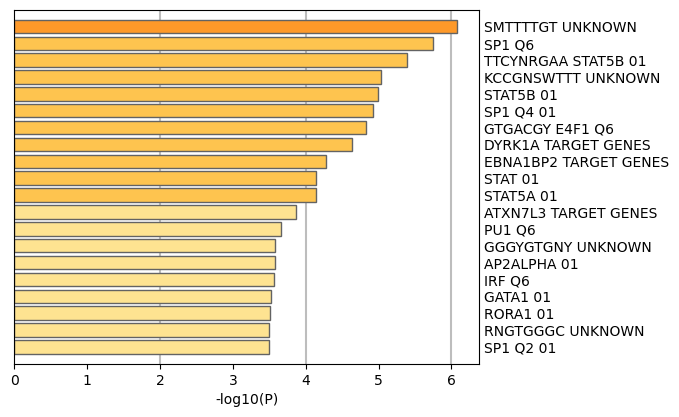 SMTTTTGT UNKNOWN
SP1 Q6
TTCYNRGAA STAT5B 01
KCCGNSWTTT UNKNOWN
STAT5B 01
SP1 Q4 01
GTGACGY E4F1 Q6
DYRK1A TARGET GENES
EBNA1BP2 TARGET GENES
STAT 01
STAT5A 01
ATXN7L3 TARGET GENES
PU1 Q6
GGGYGTGNY UNKNOWN
AP2ALPHA 01
IRF Q6
GATA1 01
RORA1 01
RNGTGGGC UNKNOWN
SP1 Q2 01
0 1 2 3 4 5 6
-log10(P)